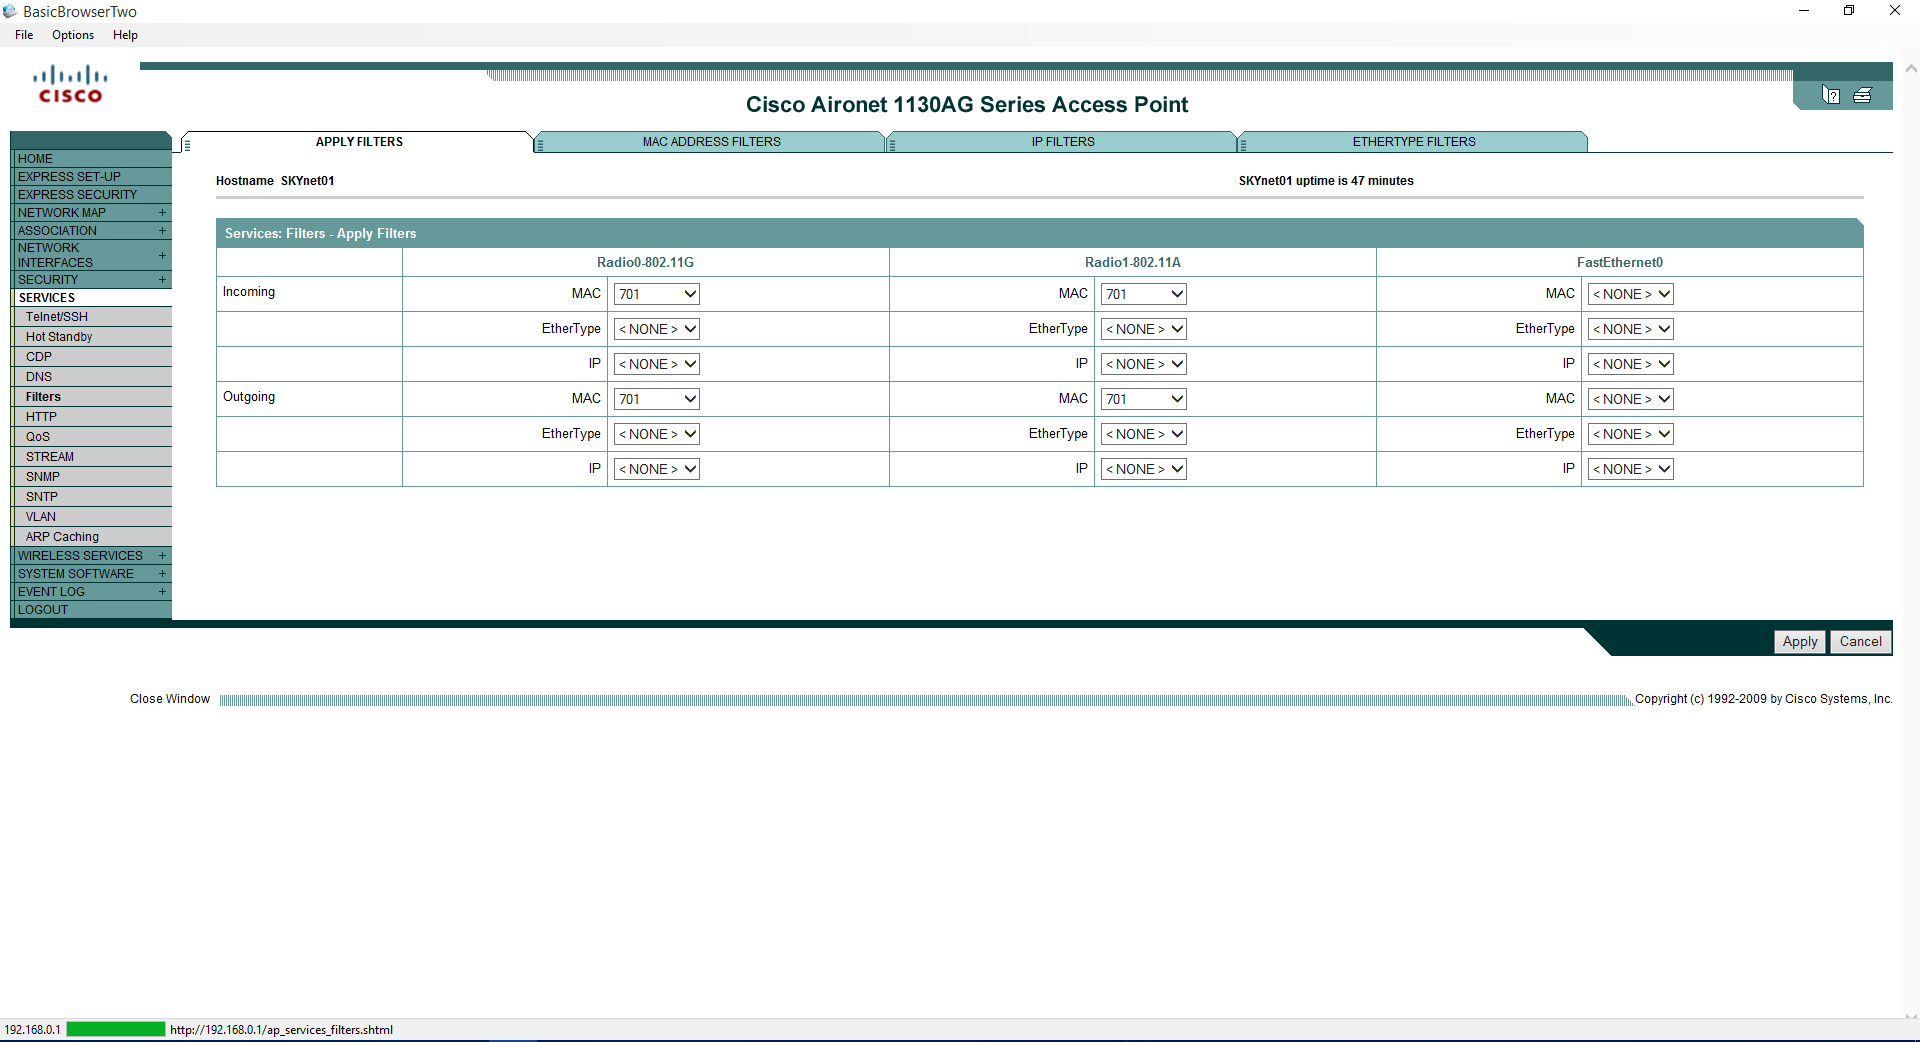 BasicBrowserTwo
File Options Help
CISCO
Cisco Aironet 1130AG Series Access Point
APPLY FILTERS MAC ADDRESS FILTERS IP FILTERS ETHERTYPE FILTERS
HOME
EXPRESS SET-UP
EXPRESS SECURITY
NETWORK MAP +
ASSOCIATION +
NETWORK
INTERFACES +
SECURITY +
SERVICES
Telnet/SSH
Hot Standby
CDP
DNS
Filters
HTTP
QoS
STREAM
SNMP
SNTP
VLAN
ARP Caching
WIRELESS SERVICES +
SYSTEM SOFTWARE +
EVENT LOG +
LOGOUT
Hostname SKYnet01 SKYnet01 uptime is 47 minutes
Services: Filters - Apply Filters
Radio0-802.11G Radio1-802.11A FastEthernet0
Incoming MAC 701 MAC 701 MAC < NONE >
EtherType < NONE > EtherType < NONE > EtherType < NONE >
IP < NONE > IP < NONE > IP < NONE >
Outgoing MAC 701 MAC 701 MAC < NONE >
EtherType < NONE > EtherType < NONE > EtherType < NONE >
IP < NONE > IP < NONE > IP < NONE >
Apply Cancel
Close Window Copyright (c) 1992-2009 by Cisco Systems, Inc.
192.168.0.1 http://192.168.0.1/ap_services_filters.shtml